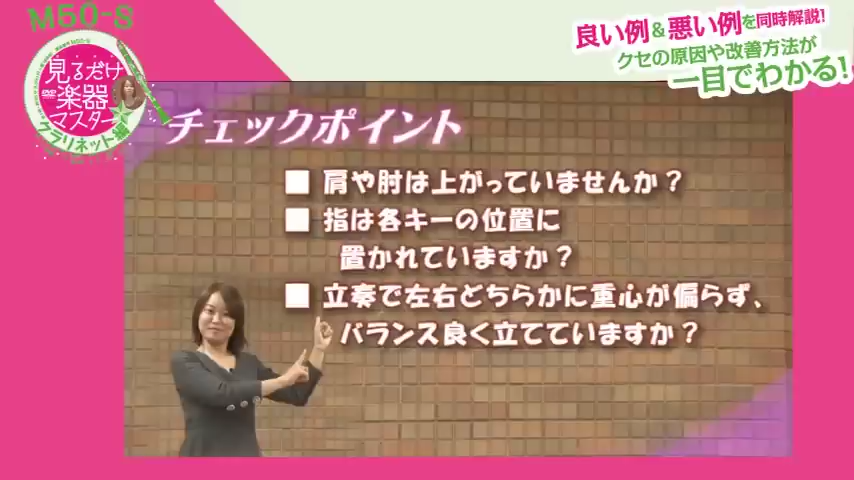 M50-S
見るだけ
DVD
楽器
マスター
クラリネット編
良い例&悪い例を同時解説!
クセの原因や改善方法が
一目でわかる!
チェックポイント
■ 肩や肘は上がっていませんか?
■ 指は各キーの位置に
置かれていますか?
■ 立奏で左右どちらかに重心が偏らず、
バランス良く立てていますか?